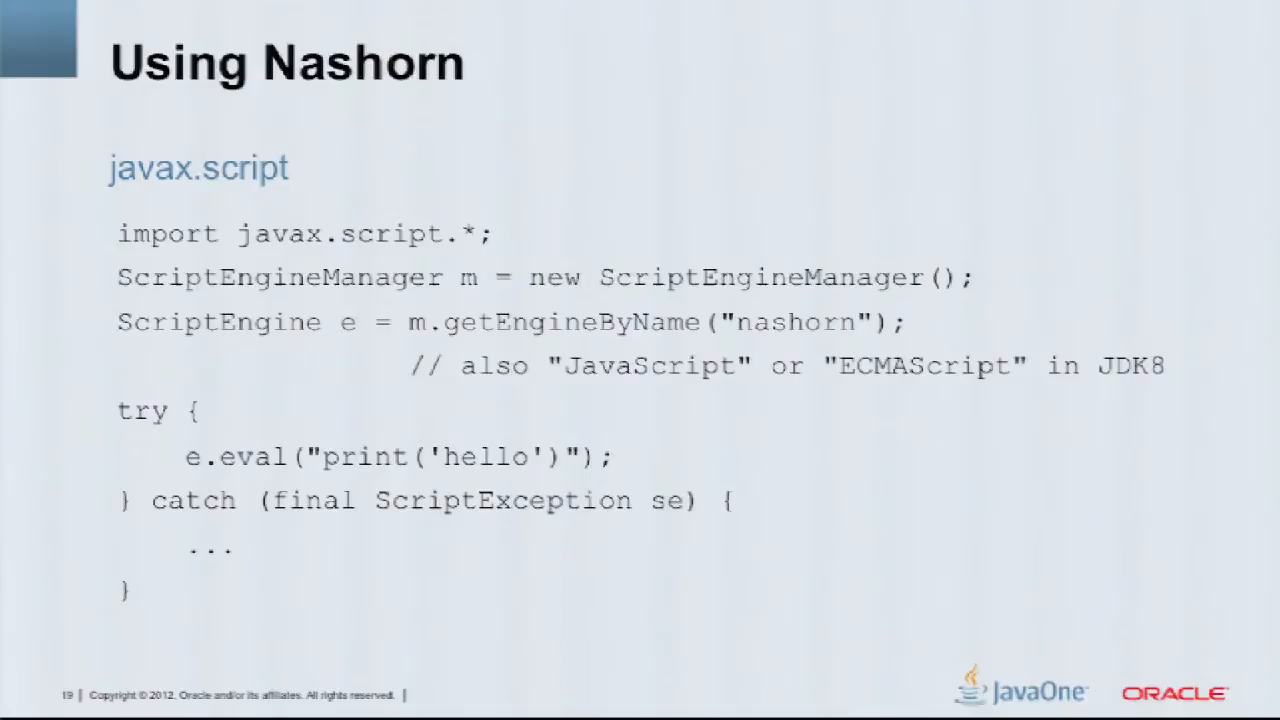 Using Nashorn
javax.script
import javax.script.*;
ScriptEngineManager m = new ScriptEngineManager();
ScriptEngine e = m.getEngineByName("nashorn");
// also "JavaScript" or "ECMAScript" in JDK8
try {
e.eval("print('hello')");
} catch (final ScriptException se) {
...
}
19 | Copyright © 2012, Oracle and/or its affiliates. All rights reserved. |
JavaOne™
ORACLE®